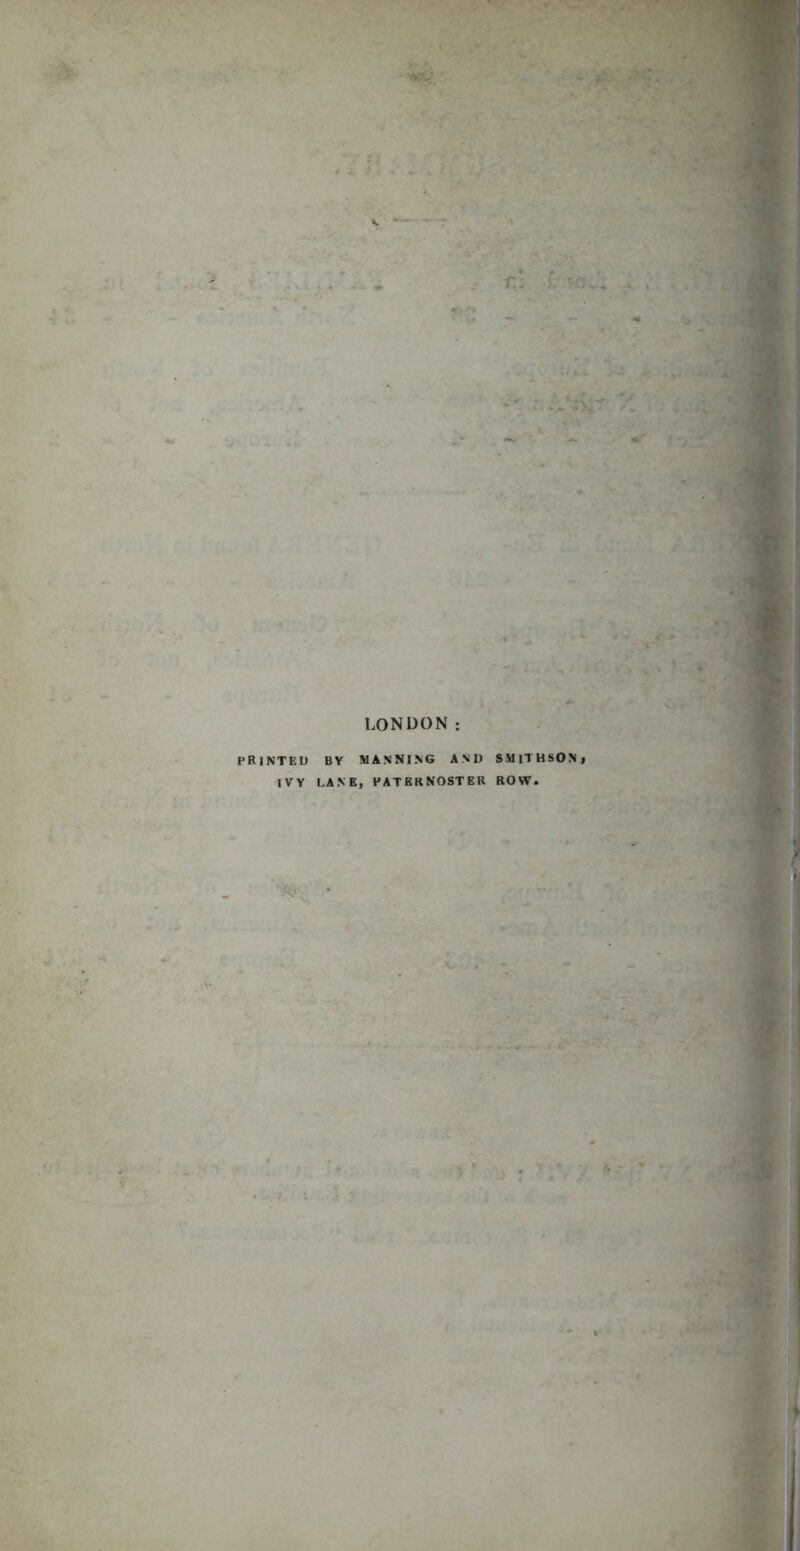 LONDON :
PRINTED BY MANNING AND SMITHSON,
IVY LANE, PATERNOSTER ROW.